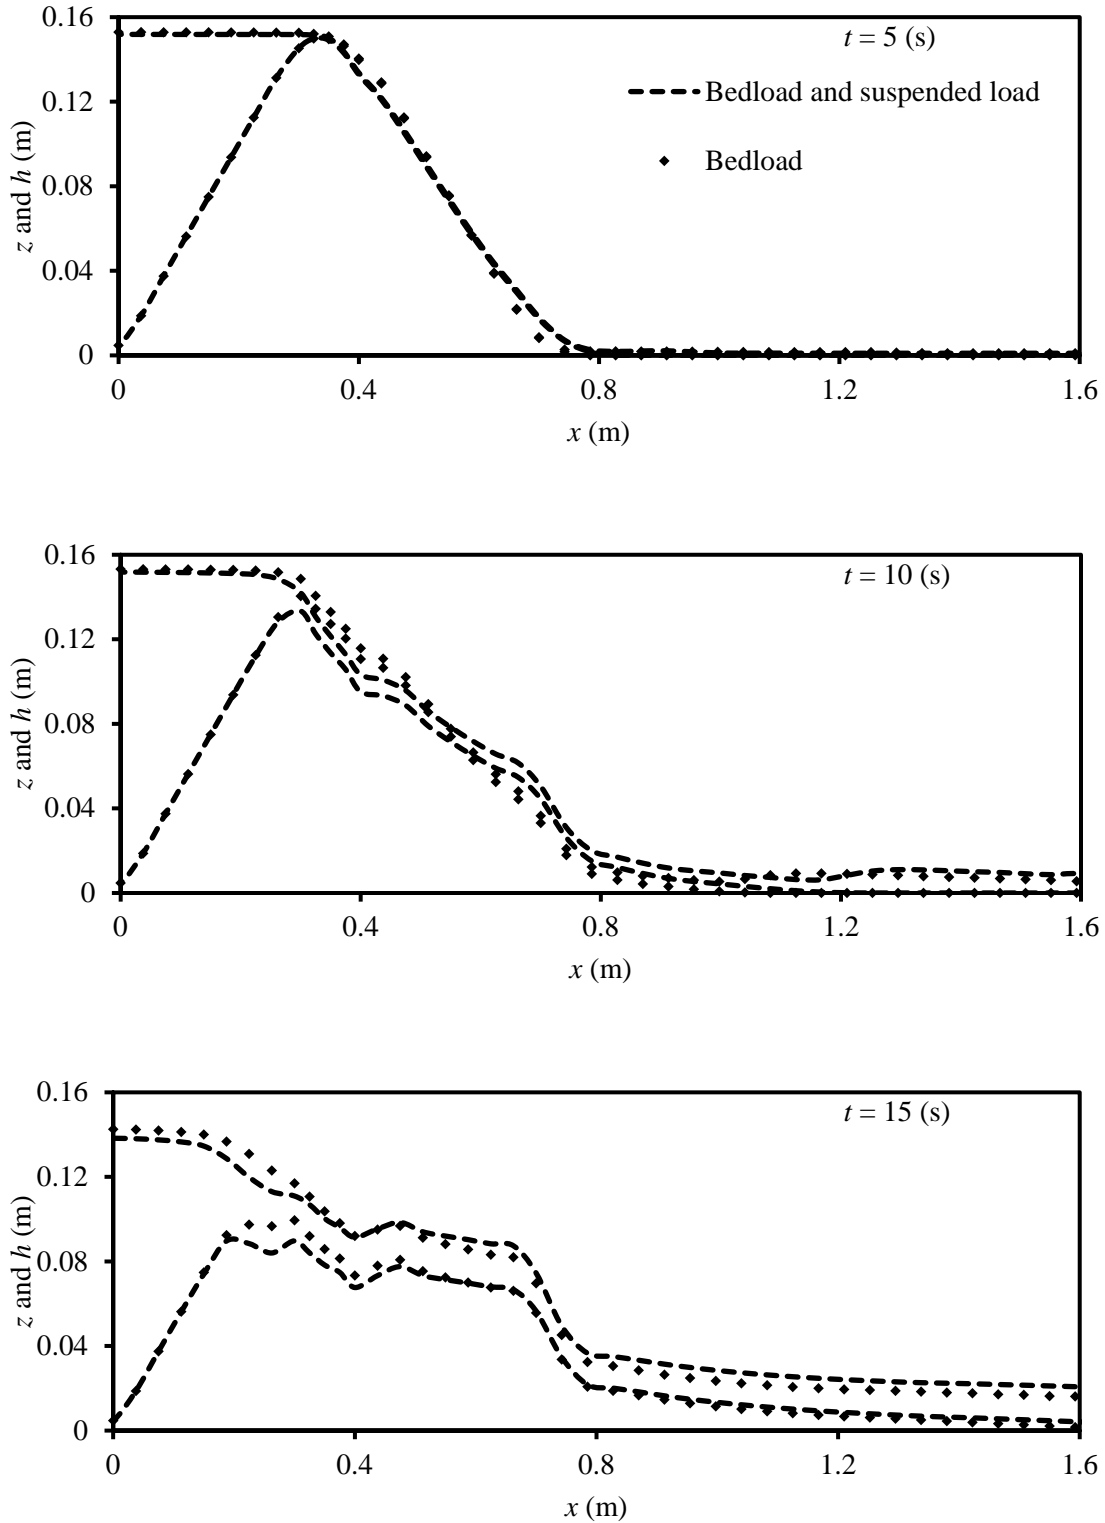 0.16
t = 5 (s)
0.12
Bedload and suspended load
Bedload
0.08
z and h (m)
0.04
0
0 0.4 0.8 1.2 1.6
x (m)
0.16
t = 10 (s)
0.12
0.08
z and h (m)
0.04
0
0 0.4 0.8 1.2 1.6
x (m)
0.16
t = 15 (s)
0.12
0.08
z and h (m)
0.04
0
0 0.4 0.8 1.2 1.6
x (m)